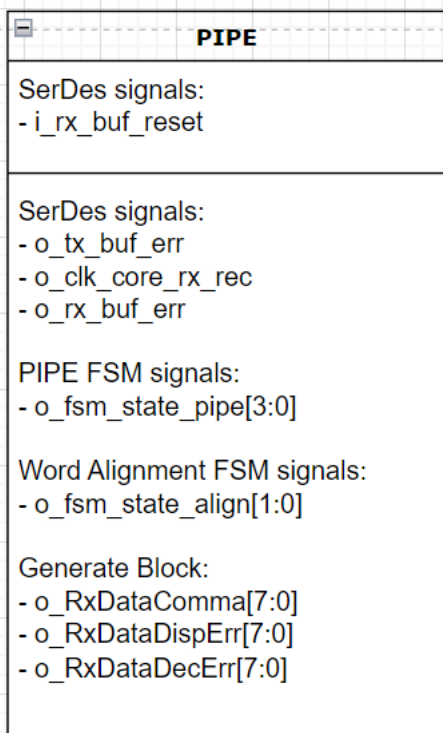 PIPE
SerDes signals:
- i_rx_buf_reset
SerDes signals:
- o_tx_buf_err
- o_clk_core_rx_rec
- o_rx_buf_err
PIPE FSM signals:
- o_fsm_state_pipe[3:0]
Word Alignment FSM signals:
- o_fsm_state_align[1:0]
Generate Block:
- o_RxDataComma[7:0]
- o_RxDataDispErr[7:0]
- o_RxDataDecErr[7:0]